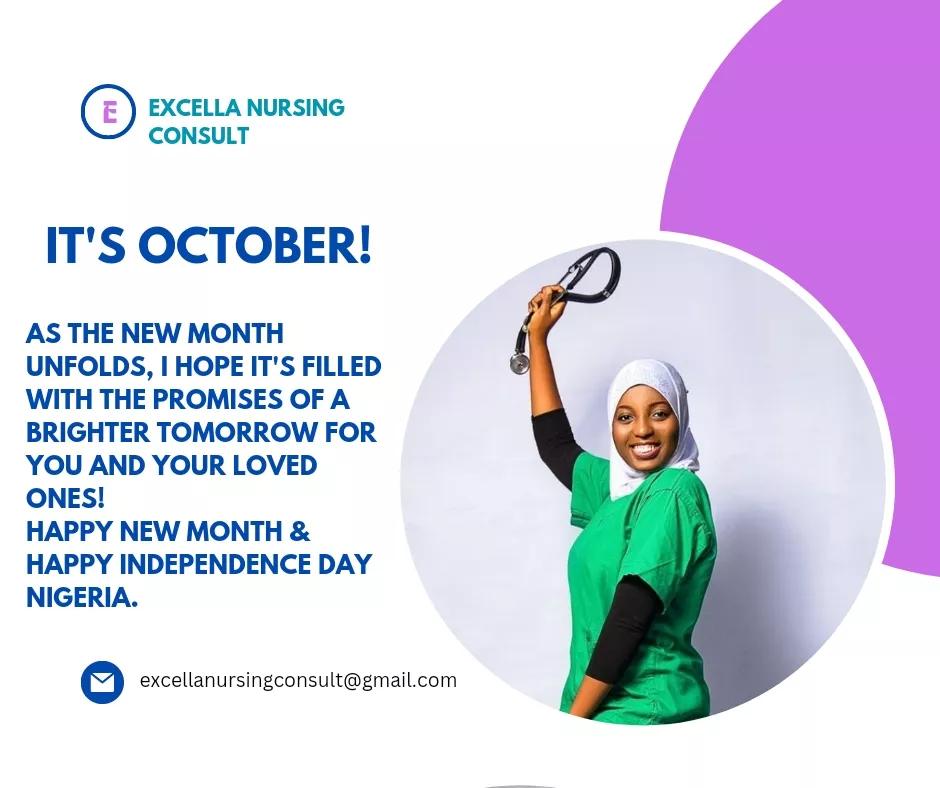 E
EXCELLA NURSING
CONSULT
IT'S OCTOBER!
AS THE NEW MONTH
UNFOLDS, I HOPE IT'S FILLED
WITH THE PROMISES OF A
BRIGHTER TOMORROW FOR
YOU AND YOUR LOVED
ONES!
HAPPY NEW MONTH &
HAPPY INDEPENDENCE DAY
NIGERIA.
excellanursingconsult@gmail.com